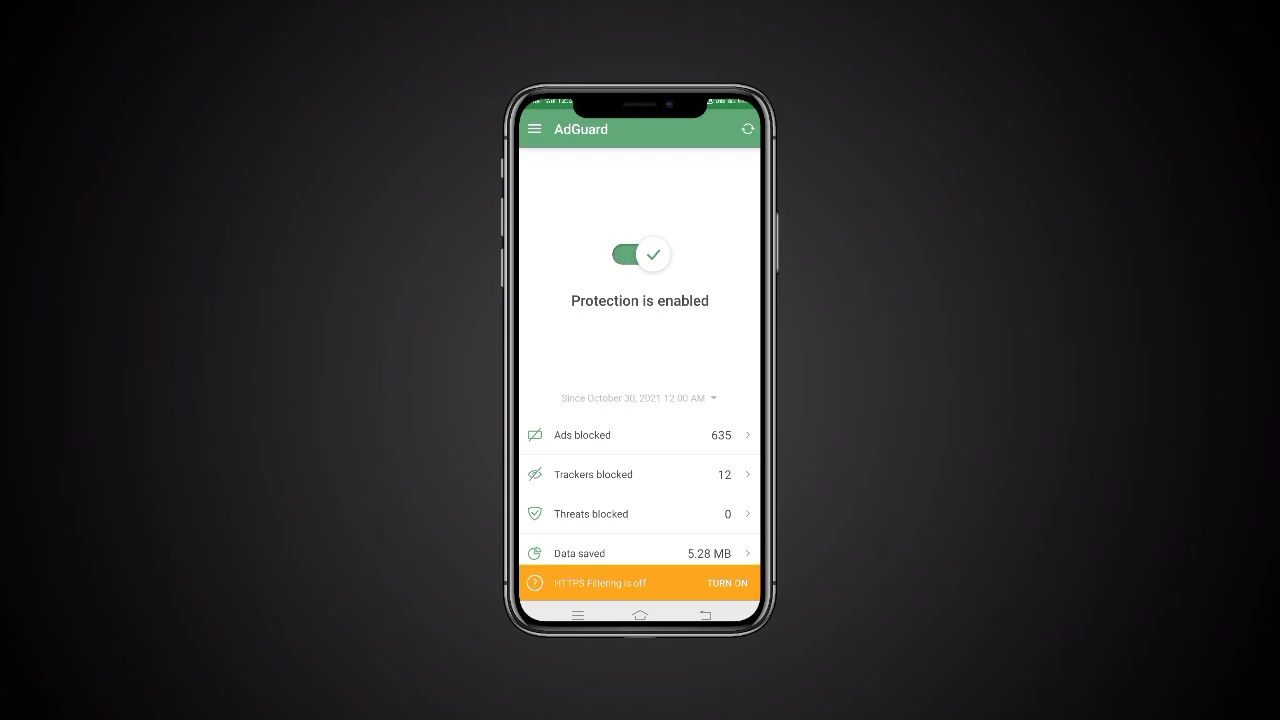 AdGuard
Protection is enabled
Since October 30, 2021 12:00 AM
Ads blocked 635
Trackers blocked 12
Threats blocked 0
Data saved 5.28 MB
HTTPS Filtering is off TURN ON